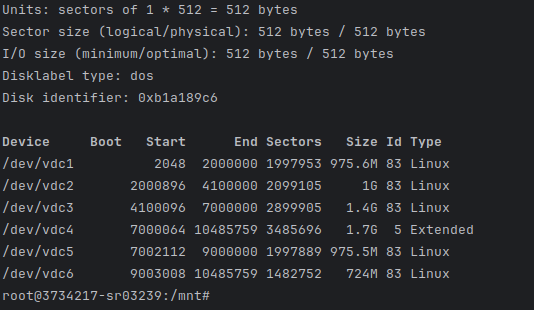 Units: sectors of 1 * 512 = 512 bytes
Sector size (logical/physical): 512 bytes / 512 bytes
I/O size (minimum/optimal): 512 bytes / 512 bytes
Disklabel type: dos
Disk identifier: 0xb1a189c6

Device     Boot   Start      End Sectors   Size Id Type
/dev/vdc1          2048  2000000 1997953 975.6M 83 Linux
/dev/vdc2       2000896  4100000 2099105     1G 83 Linux
/dev/vdc3       4100096  7000000 2899905   1.4G 83 Linux
/dev/vdc4       7000064 10485759 3485696   1.7G  5 Extended
/dev/vdc5       7002112  9000000 1997889 975.5M 83 Linux
/dev/vdc6       9003008 10485759 1482752   724M 83 Linux
root@3734217-sr03239:/mnt#